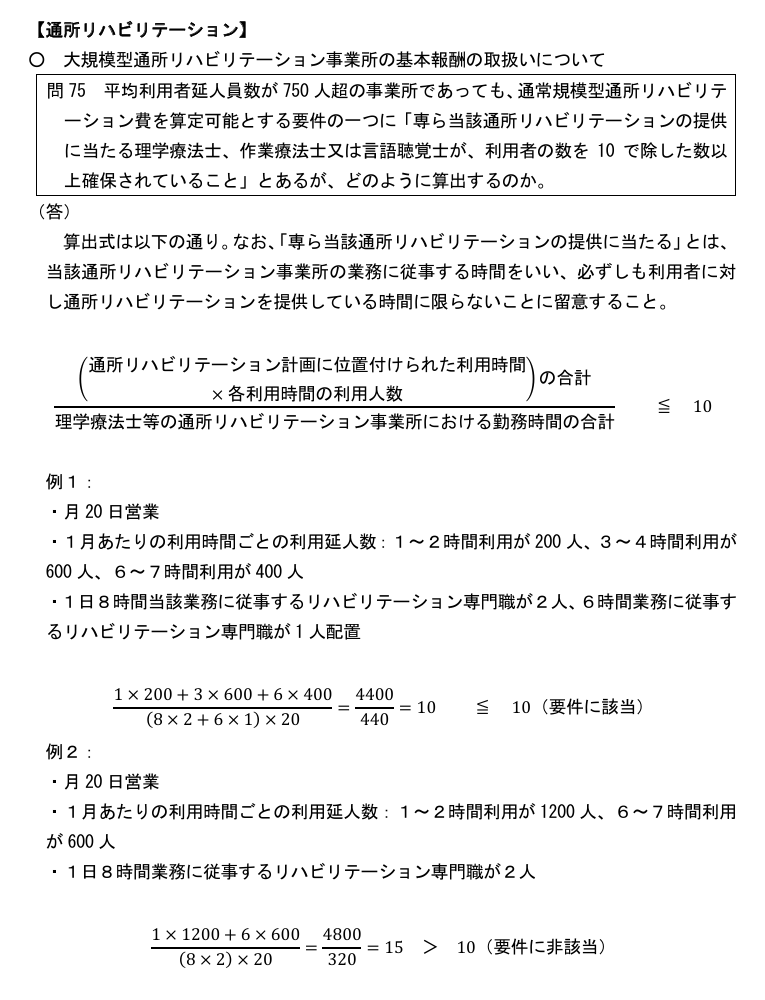 【通所リハビリテーション】
○　大規模型通所リハビリテーション事業所の基本報酬の取扱いについて
問 75　平均利用者延人員数が 750 人超の事業所であっても、通常規模型通所リハビリテ
ーション費を算定可能とする要件の一つに「専ら当該通所リハビリテーションの提供
に当たる理学療法士、作業療法士又は言語聴覚士が、利用者の数を 10 で除した数以
上確保されていること」とあるが、どのように算出するのか。
（答）
算出式は以下の通り。なお、「専ら当該通所リハビリテーションの提供に当たる」とは、
当該通所リハビリテーション事業所の業務に従事する時間をいい、必ずしも利用者に対
し通所リハビリテーションを提供している時間に限らないことに留意すること。
(通所リハビリテーション計画に位置付けられた利用時間
× 各利用時間の利用人数)の合計
理学療法士等の通所リハビリテーション事業所における勤務時間の合計 ≦ 10
例１：
・月 20 日営業
・１月あたりの利用時間ごとの利用延人数：１～２時間利用が 200 人、３～４時間利用が
600 人、６～７時間利用が 400 人
・１日８時間当該業務に従事するリハビリテーション専門職が２人、６時間業務に従事す
るリハビリテーション専門職が１人配置
1 × 200 + 3 × 600 + 6 × 400 / (8 × 2 + 6 × 1) × 20 = 4400 / 440 = 10 ≦ 10（要件に該当）
例２：
・月 20 日営業
・１月あたりの利用時間ごとの利用延人数：１～２時間利用が 1200 人、６～７時間利用
が 600 人
・１日８時間業務に従事するリハビリテーション専門職が２人
1 × 1200 + 6 × 600 / (8 × 2) × 20 = 4800 / 320 = 15 ＞ 10（要件に非該当）